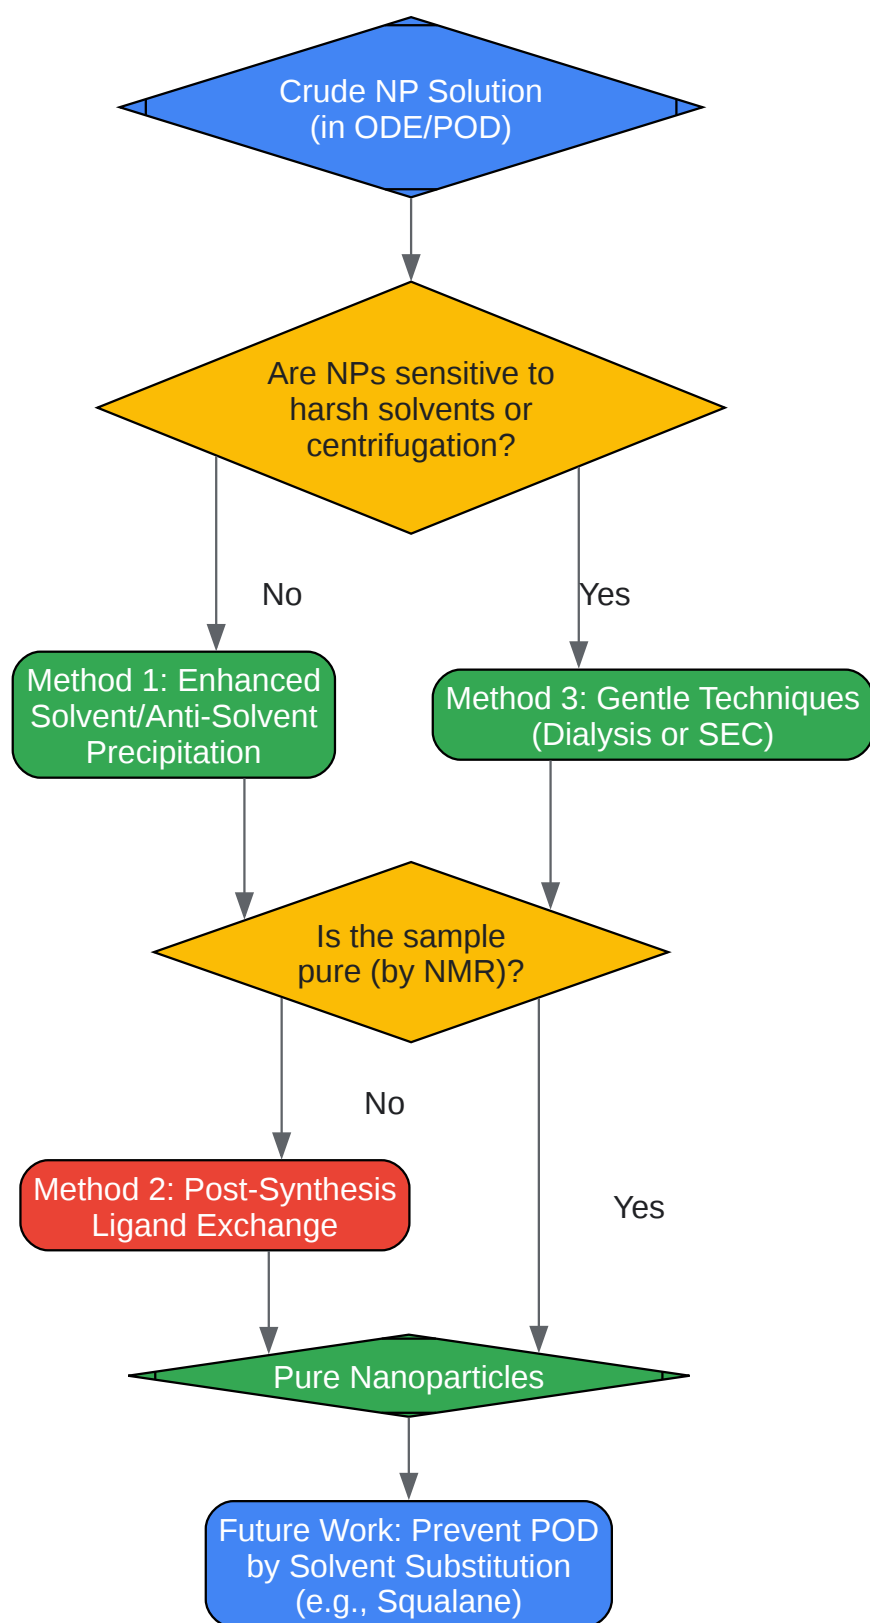 Crude NP Solution
(in ODE/POD)
Are NPs sensitive to
harsh solvents or
centrifugation?
No
Yes
Method 1: Enhanced
Solvent/Anti-Solvent
Precipitation
Method 3: Gentle Techniques
(Dialysis or SEC)
Is the sample
pure (by NMR)?
No
Method 2: Post-Synthesis
Ligand Exchange
Yes
Pure Nanoparticles
Future Work: Prevent POD
by Solvent Substitution
(e.g., Squalane)